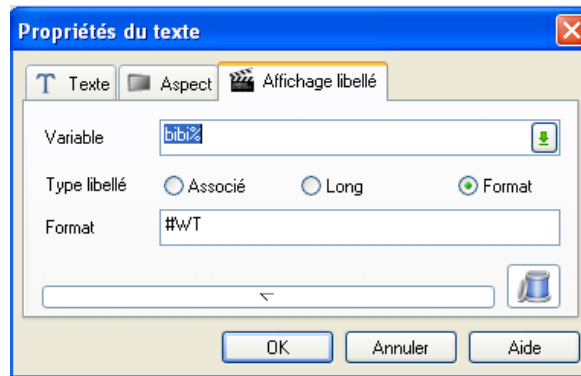 Propriétés du texte
Texte Aspect Affichage libellé
Variable bibi%
Type libellé Associé Long Format
Format #WT
OK Annuler Aide